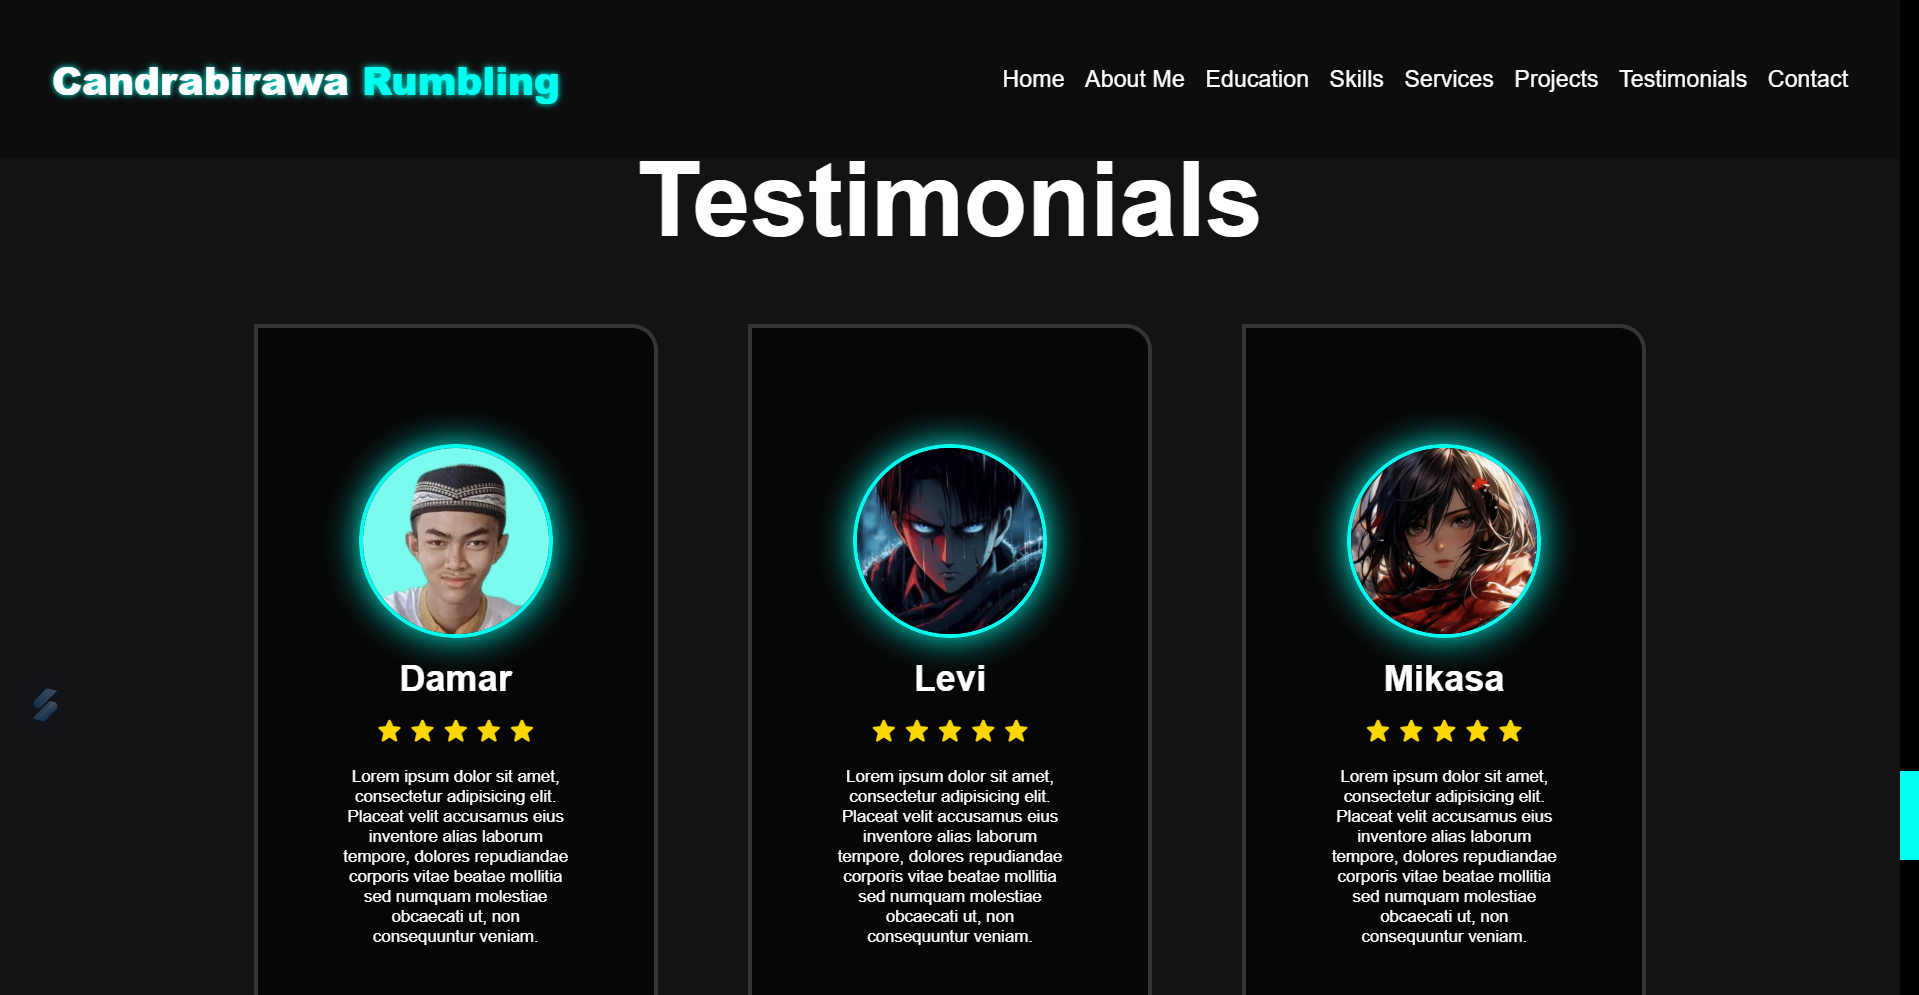 Candrabirawa Rumbling
Home About Me Education Skills Services Projects Testimonials Contact
Testimonials
Damar
Lorem ipsum dolor sit amet,
consectetur adipisicing elit.
Placeat velit accusamus eius
inventore alias laborum
tempore, dolores repudiandae
corporis vitae beatae mollitia
sed numquam molestiae
obcaecati ut, non
consequuntur veniam.
Levi
Lorem ipsum dolor sit amet,
consectetur adipisicing elit.
Placeat velit accusamus eius
inventore alias laborum
tempore, dolores repudiandae
corporis vitae beatae mollitia
sed numquam molestiae
obcaecati ut, non
consequuntur veniam.
Mikasa
Lorem ipsum dolor sit amet,
consectetur adipisicing elit.
Placeat velit accusamus eius
inventore alias laborum
tempore, dolores repudiandae
corporis vitae beatae mollitia
sed numquam molestiae
obcaecati ut, non
consequuntur veniam.